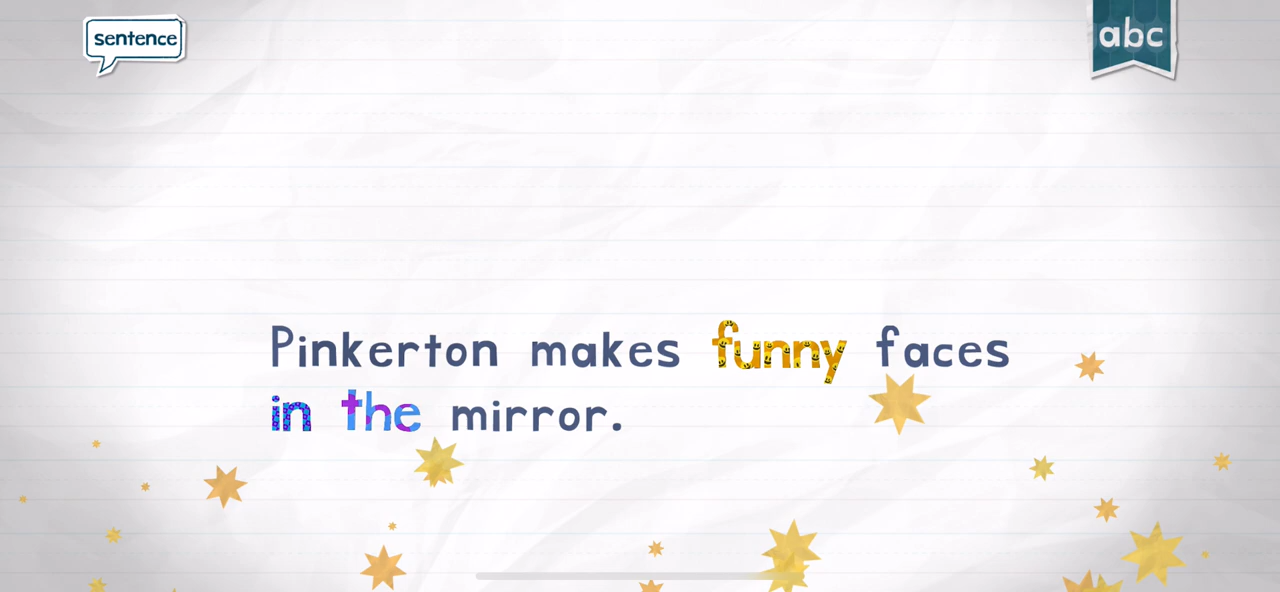 sentence
abc
Pinkerton makes funny faces
in the mirror.